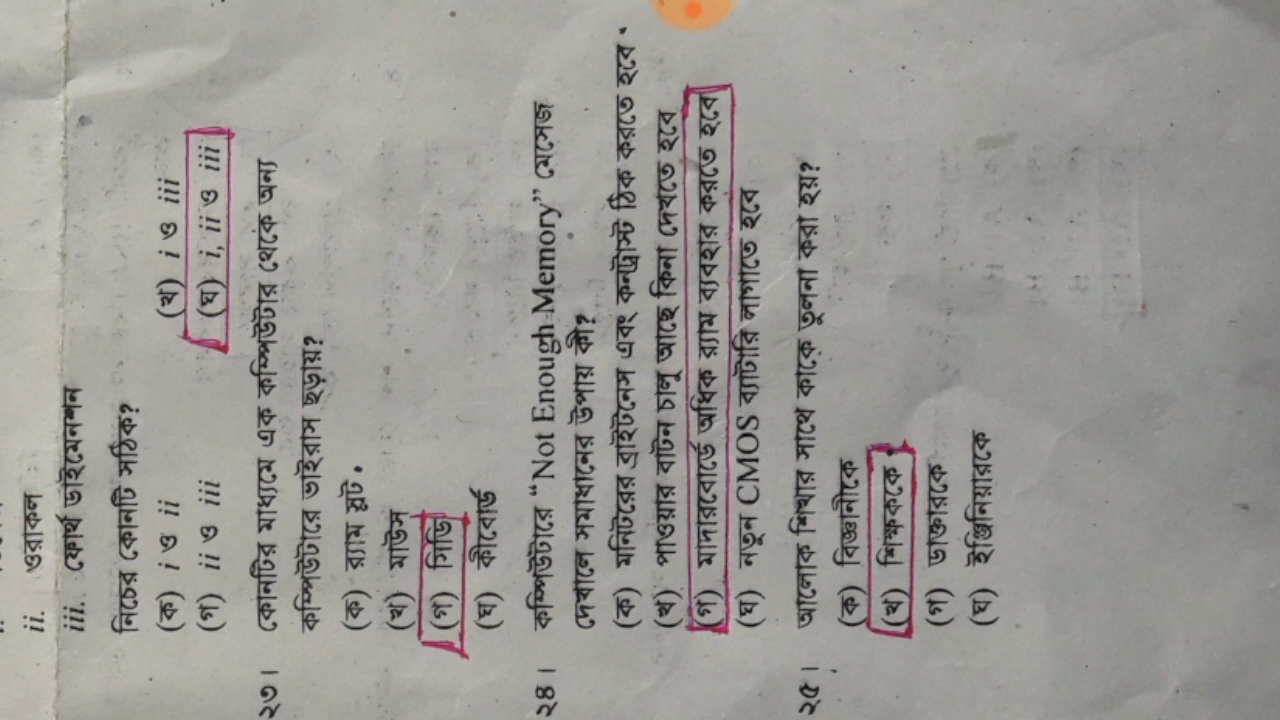 ii. ওরাকল
iii. ফোর্থ ডাইমেনশন
নিচের কোনটি সঠিক?
(ক) i ও ii (খ) i ও iii
(গ) ii ও iii (ঘ) i, ii ও iii
২৩। কোনটির মাধ্যমে এক কম্পিউটার থেকে অন্য
কম্পিউটারে ভাইরাস ছড়ায়?
(ক) র‍্যাম স্লট
(খ) মাউস
(গ) সিডি
(ঘ) কীবোর্ড
২৪। কম্পিউটারে “Not Enough Memory” মেসেজ
দেখালে সমাধানের উপায় কী?
(ক) মনিটরের ব্রাইটনেস এবং কনট্রাস্ট ঠিক করতে হবে
(খ) পাওয়ার বাটন চালু আছে কিনা দেখতে হবে
(গ) মাদারবোর্ডে অধিক র‍্যাম ব্যবহার করতে হবে
(ঘ) নতুন CMOS ব্যাটারি লাগাতে হবে
২৫। আলোক শিখার সাথে কাকে তুলনা করা হয়?
(ক) বিজ্ঞানীকে
(খ) শিক্ষককে
(গ) ডাক্তারকে
(ঘ) ইঞ্জিনিয়ারকে